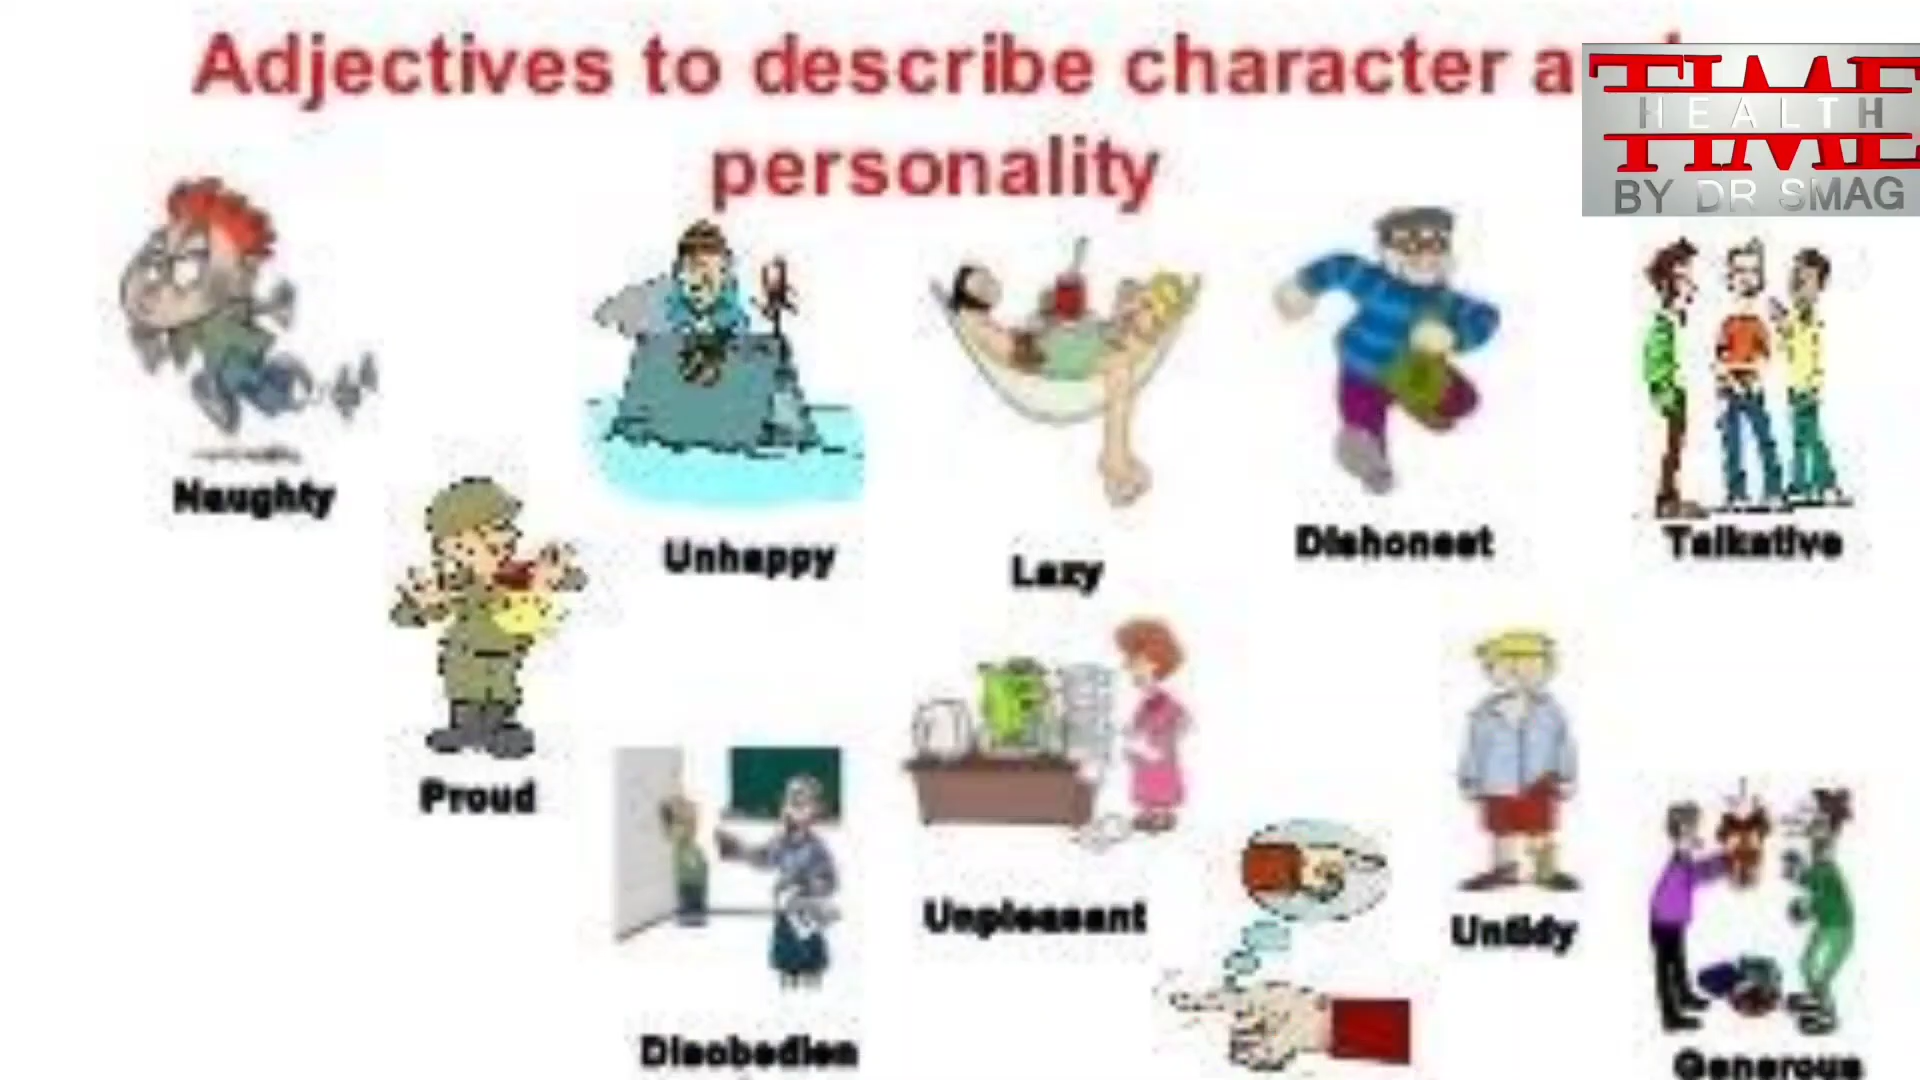 Adjectives to describe character a
personality
TIME
HEALTH
TIME
BY DR SMAG
Naughty
Unhappy
Lazy
Dishonest
Talkative
Proud
Unpleasant
Untidy
Disobedien
Generous